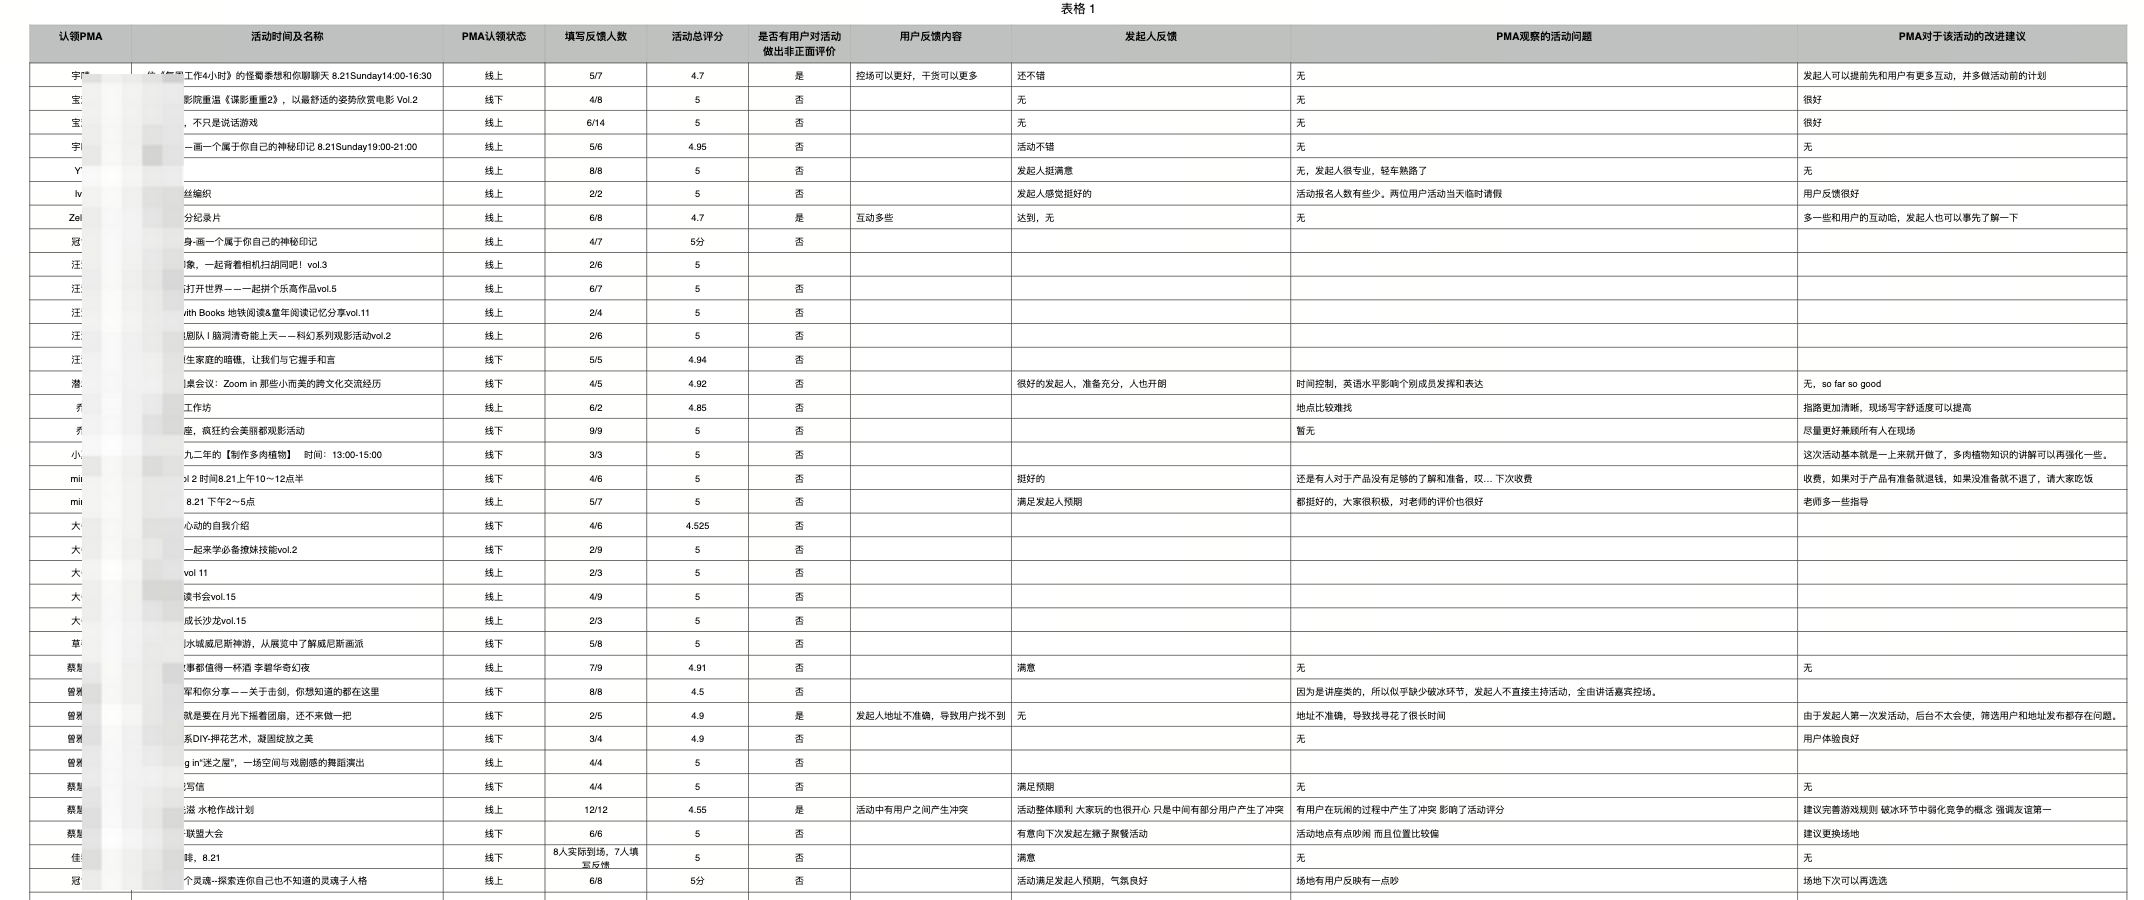 表格 1
认领PMA 活动时间及名称 PMA认领状态 填写反馈人数 活动总评分 是否有用户对活动 用户反馈内容 发起人反馈 PMA观察的活动问题 PMA对于该活动的改进建议
做出非正面评价
宇 工作4小时》的怪蜀黍想和你聊聊天 8.21Sunday14:00-16:30 线上 5/7 4.7 是 控场可以更好，干货可以更多 还不错 无 发起人可以提前先和用户有更多互动，并多做活动前的计划
宝 影院重温《谍影重重2》，以最舒适的姿势欣赏电影 Vol.2 线下 4/8 5 否 无 无 很好
宝 ，不只是说话游戏 线上 6/14 5 否 无 无 很好
宇 —画一个属于你自己的神秘印记 8.21Sunday19:00-21:00 线上 5/6 4.95 否 活动不错 无 无
Y 线上 8/8 5 否 发起人挺满意 无，发起人很专业，轻车熟路了 无
lv 丝编织 线上 2/2 5 否 发起人感觉挺好的 活动报名人数有些少。两位用户活动当天临时请假 用户反馈很好
Zel 分纪录片 线上 6/8 4.7 是 互动多些 达到，无 无 多一些和用户的互动哈，发起人也可以事先了解一下
冠 身-画一个属于你自己的神秘印记 线上 4/7 5分 否
汪 象，一起背着相机扫胡同吧！vol.3 线上 2/6 5
汪 打开世界——一起拼个乐高作品vol.5 线上 6/7 5 否
汪 with Books 地铁阅读&童年阅读记忆分享vol.11 线上 2/4 5 否
汪 剧队 I 脑洞清奇能上天——科幻系列观影活动vol.2 线上 2/6 5 否
汪 生家庭的暗礁，让我们与它握手和言 线下 5/5 4.94 否
潜 桌会议：Zoom in 那些小而美的跨文化交流经历 线下 4/5 4.92 否 很好的发起人，准备充分，人也开朗 时间控制，英语水平影响个别成员发挥和表达 无，so far so good
乔 工作坊 线上 6/2 4.85 否 地点比较难找 指路更加清晰，现场写字舒适度可以提高
乔 座，疯狂约会美丽都观影活动 线下 9/9 5 否 暂无 尽量更好兼顾所有人在现场
小 九二年的【制作多肉植物】 时间：13:00-15:00 线下 3/3 5 否 这次活动基本就是一上来就开做了，多肉植物知识的讲解可以再强化一些。
mi ol 2 时间8.21上午10～12点半 线下 4/6 5 否 挺好的 还是有人对于产品没有足够的了解和准备，哎… 下次收费 收费，如果对于产品有准备就退钱，如果没准备就不退了，请大家吃饭
mi 8.21 下午2～5点 线上 5/7 5 否 满足发起人预期 都挺好的，大家很积极，对老师的评价也很好 老师多一些指导
大 心动的自我介绍 线下 4/6 4.525 否
大 一起来学必备撩妹技能vol.2 线下 2/9 5 否
大 vol 11 线上 2/3 5 否
大 读书会vol.15 线上 4/9 5 否
大 成长沙龙vol.15 线上 2/3 5 否
草 水城威尼斯神游，从展览中了解威尼斯画派 线下 5/8 5 否
蔡 事都值得一杯酒 李碧华奇幻夜 线上 7/9 4.91 否 满意 无 无
曾 军和你分享——关于击剑，你想知道的都在这里 线下 8/8 4.5 否 因为是讲座类的，所以似乎缺少破冰环节，发起人不直接主持活动，全由讲话嘉宾控场。
曾 就是要在月光下摇着团扇，还不来做一把 线下 2/5 4.9 是 发起人地址不准确，导致用户找不到 无 地址不准确，导致找寻花了很长时间 由于发起人第一次发活动，后台不太会使，筛选用户和地址发布都存在问题。
曾 系DIY-押花艺术，凝固绽放之美 线下 3/4 4.9 否 无 用户体验良好
曾 g in“迷之屋”，一场空间与戏剧感的舞蹈演出 线上 4/4 5 否
蔡 写信 线下 4/4 5 否 满足预期 无 无
蔡 滋 水枪作战计划 线上 12/12 4.55 是 活动中有用户之间产生冲突 活动整体顺利 大家玩的也很开心 只是中间有部分用户产生了冲突 有用户在玩闹的过程中产生了冲突 影响了活动评分 建议完善游戏规则 破冰环节中弱化竞争的概念 强调友谊第一
蔡 联盟大会 线下 6/6 5 否 有意向下次发起左撇子聚餐活动 活动地点有点吵闹 而且位置比较偏 建议更换场地
佳 啡，8.21 线下 8人实际到场，7人填 5 否 满意 无 无
写反馈
冠 个灵魂--探索连你自己也不知道的灵魂子人格 线上 6/8 5分 否 活动满足发起人预期，气氛良好 场地有用户反映有一点吵 场地下次可以再选选